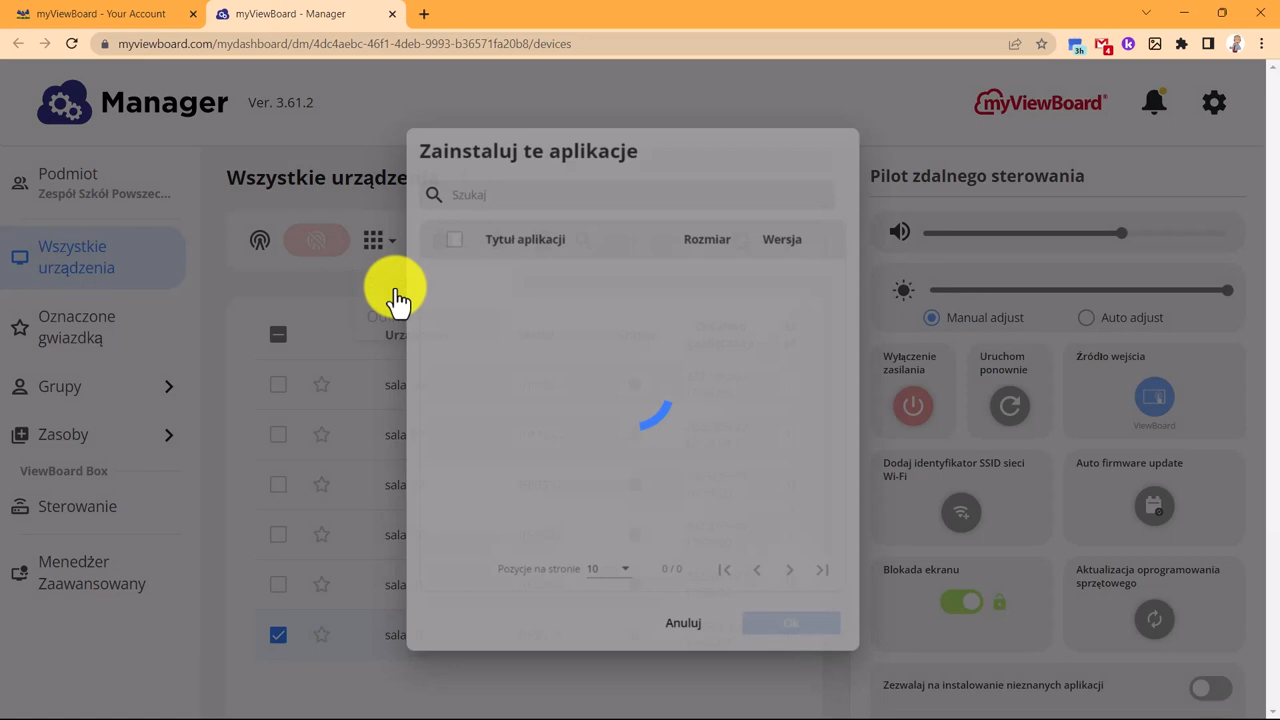 myViewBoard - Your Account
myViewBoard - Manager
myviewboard.com/mydashboard/dm/4dc4aebc-46f1-4deb-9993-b36571fa20b8/devices
3h
4
Manager
Ver. 3.61.2
myViewBoard
Podmiot
Zespół Szkół Powszec...
Wszystkie
urządzenia
Oznaczone
gwiazdką
Grupy
Zasoby
ViewBoard Box
Sterowanie
Menedżer
Zaawansowany
Wszystkie urządzenia
Urzą
sala
sala
sala
sala
sala
sala
Zainstaluj te aplikacje
Szukaj
Tytuł aplikacji
Rozmiar
Wersja
Pozycje na stronie
10
0 / 0
Anuluj
Ok
Pilot zdalnego sterowania
Manual adjust
Auto adjust
Wyłączenie
zasilania
Uruchom
ponownie
Źródło wejścia
ViewBoard
Dodaj identyfikator SSID sieci
Wi-Fi
Auto firmware update
Blokada ekranu
Aktualizacja oprogramowania
sprzętowego
Zezwalaj na instalowanie nieznanych aplikacji